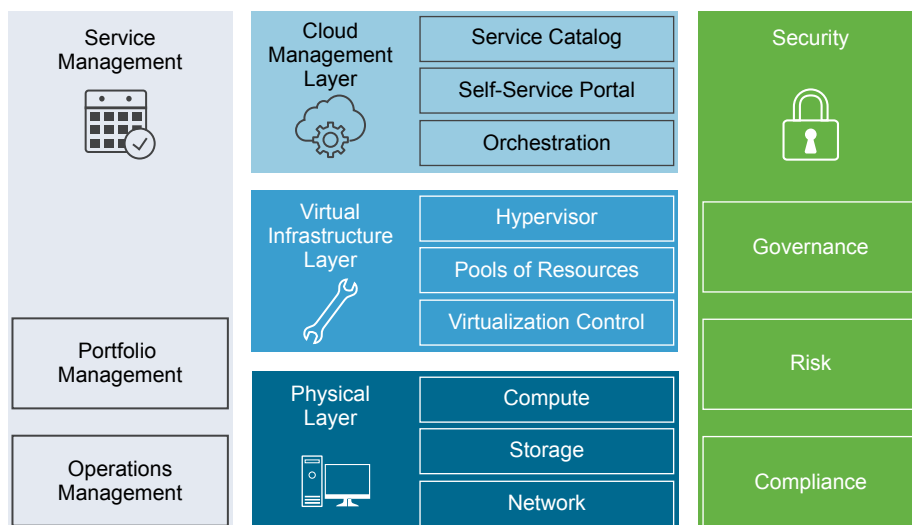 Service
Management
Portfolio
Management
Operations
Management
Cloud
Management
Layer
Service Catalog
Self-Service Portal
Orchestration
Virtual
Infrastructure
Layer
Hypervisor
Pools of Resources
Virtualization Control
Physical
Layer
Compute
Storage
Network
Security
Governance
Risk
Compliance